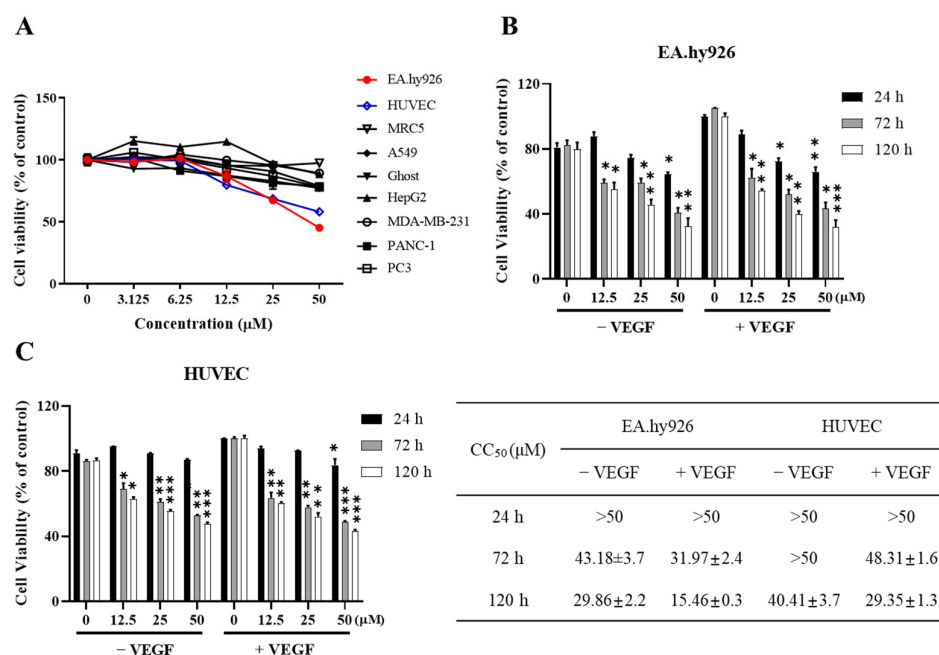 A
Cell viability (% of control)
150
100
50
0
0 3.125 6.25 12.5 25 50
Concentration (μM)
EA.hy926
HUVEC
MRC5
A549
Ghost
HepG2
MDA-MB-231
PANC-1
PC3
B
EA.hy926
Cell Viability (% of control)
120
80
40
0
24 h
72 h
120 h
* * * * * * * * * * * * * * * * * * * * * * * *
0 12.5 25 50 0 12.5 25 50 (μM)
− VEGF + VEGF
C
HUVEC
Cell Viabilty (% of control)
120
80
40
0
24 h
72 h
120 h
0 12.5 25 50 0 12.5 25 50 (μM)
− VEGF + VEGF
CC50 (μM) EA.hy926 HUVEC
− VEGF + VEGF − VEGF + VEGF
24 h >50 >50 >50 >50
72 h 43.18±3.7 31.97±2.4 >50 48.31±1.6
120 h 29.86±2.2 15.46±0.3 40.41±3.7 29.35±1.3